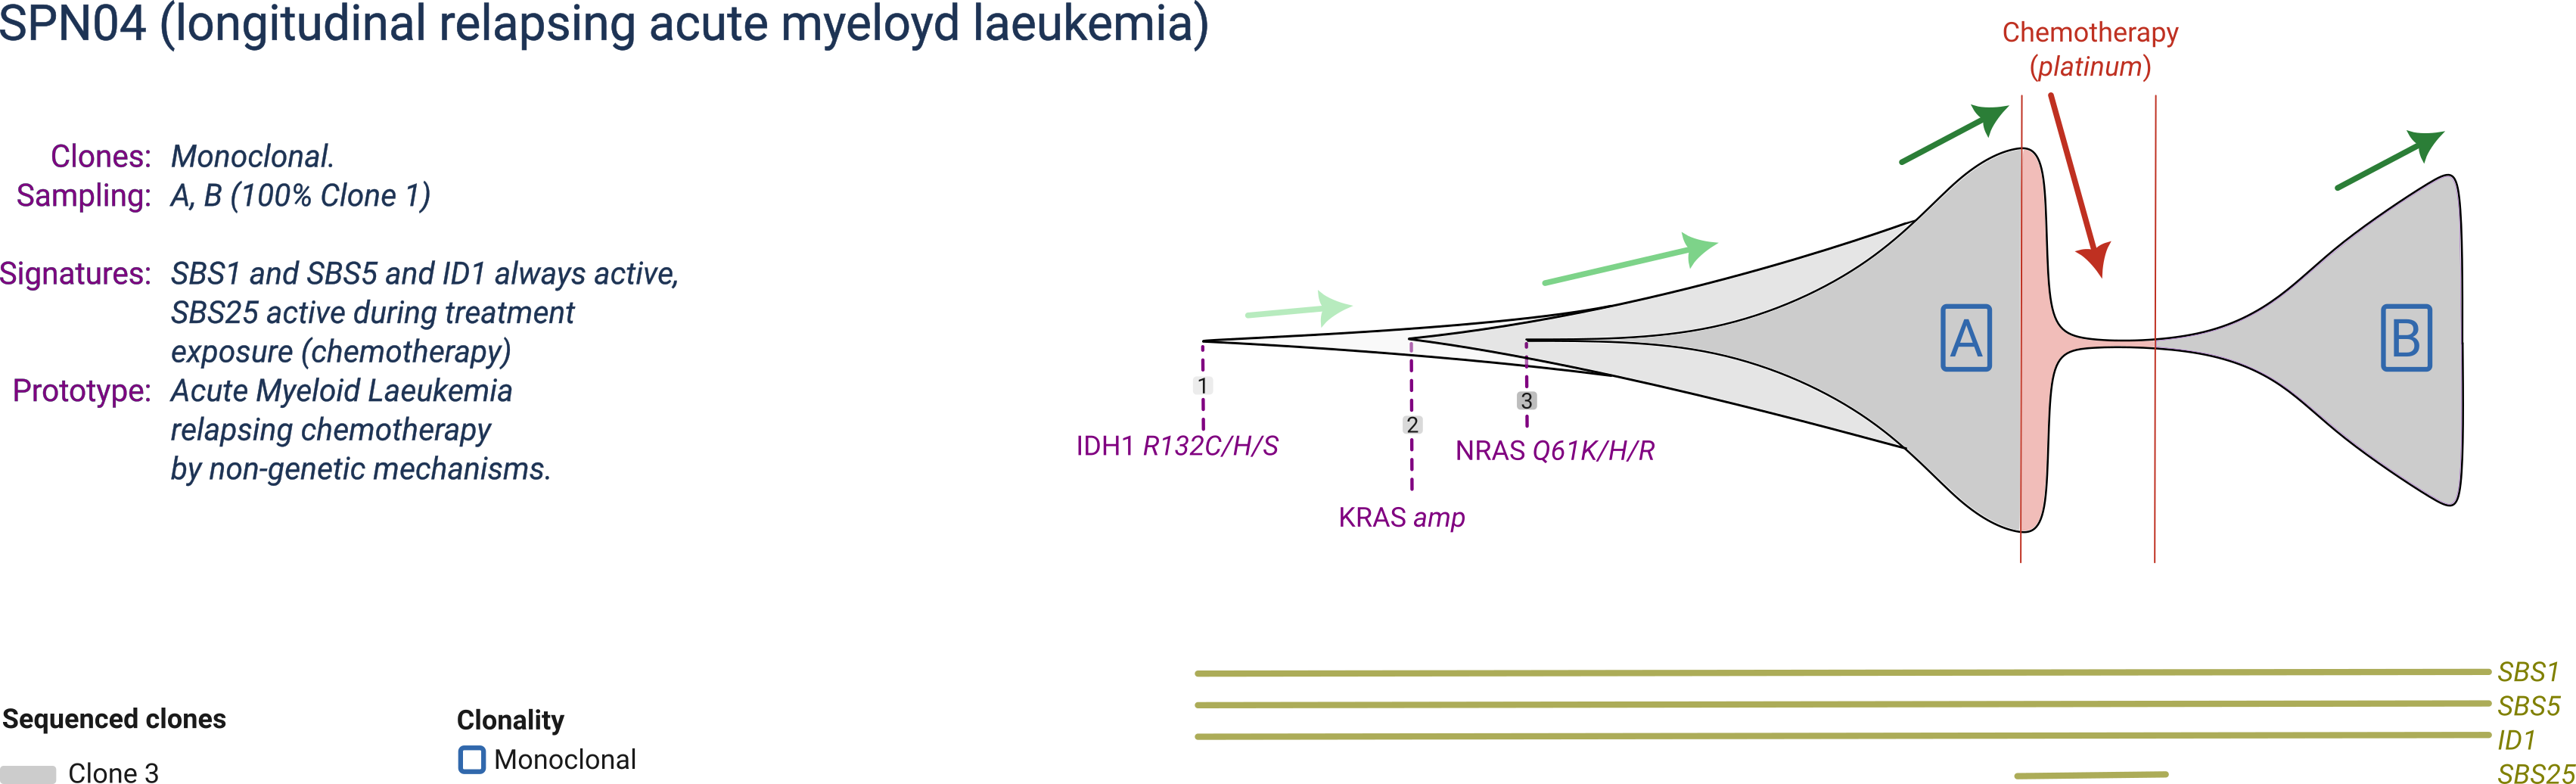 SPN04 (longitudinal relapsing acute myeloyd laeukemia)
Chemotherapy
(platinum)
Clones: Monoclonal.
Sampling: A, B (100% Clone 1)
Signatures: SBS1 and SBS5 and ID1 always active,
SBS25 active during treatment
exposure (chemotherapy)
Prototype: Acute Myeloid Laeukemia
relapsing chemotherapy
by non-genetic mechanisms.
A
B
1
2
3
IDH1 R132C/H/S
NRAS Q61K/H/R
KRAS amp
SBS1
SBS5
ID1
SBS25
Sequenced clones
Clone 3
Clonality
Monoclonal